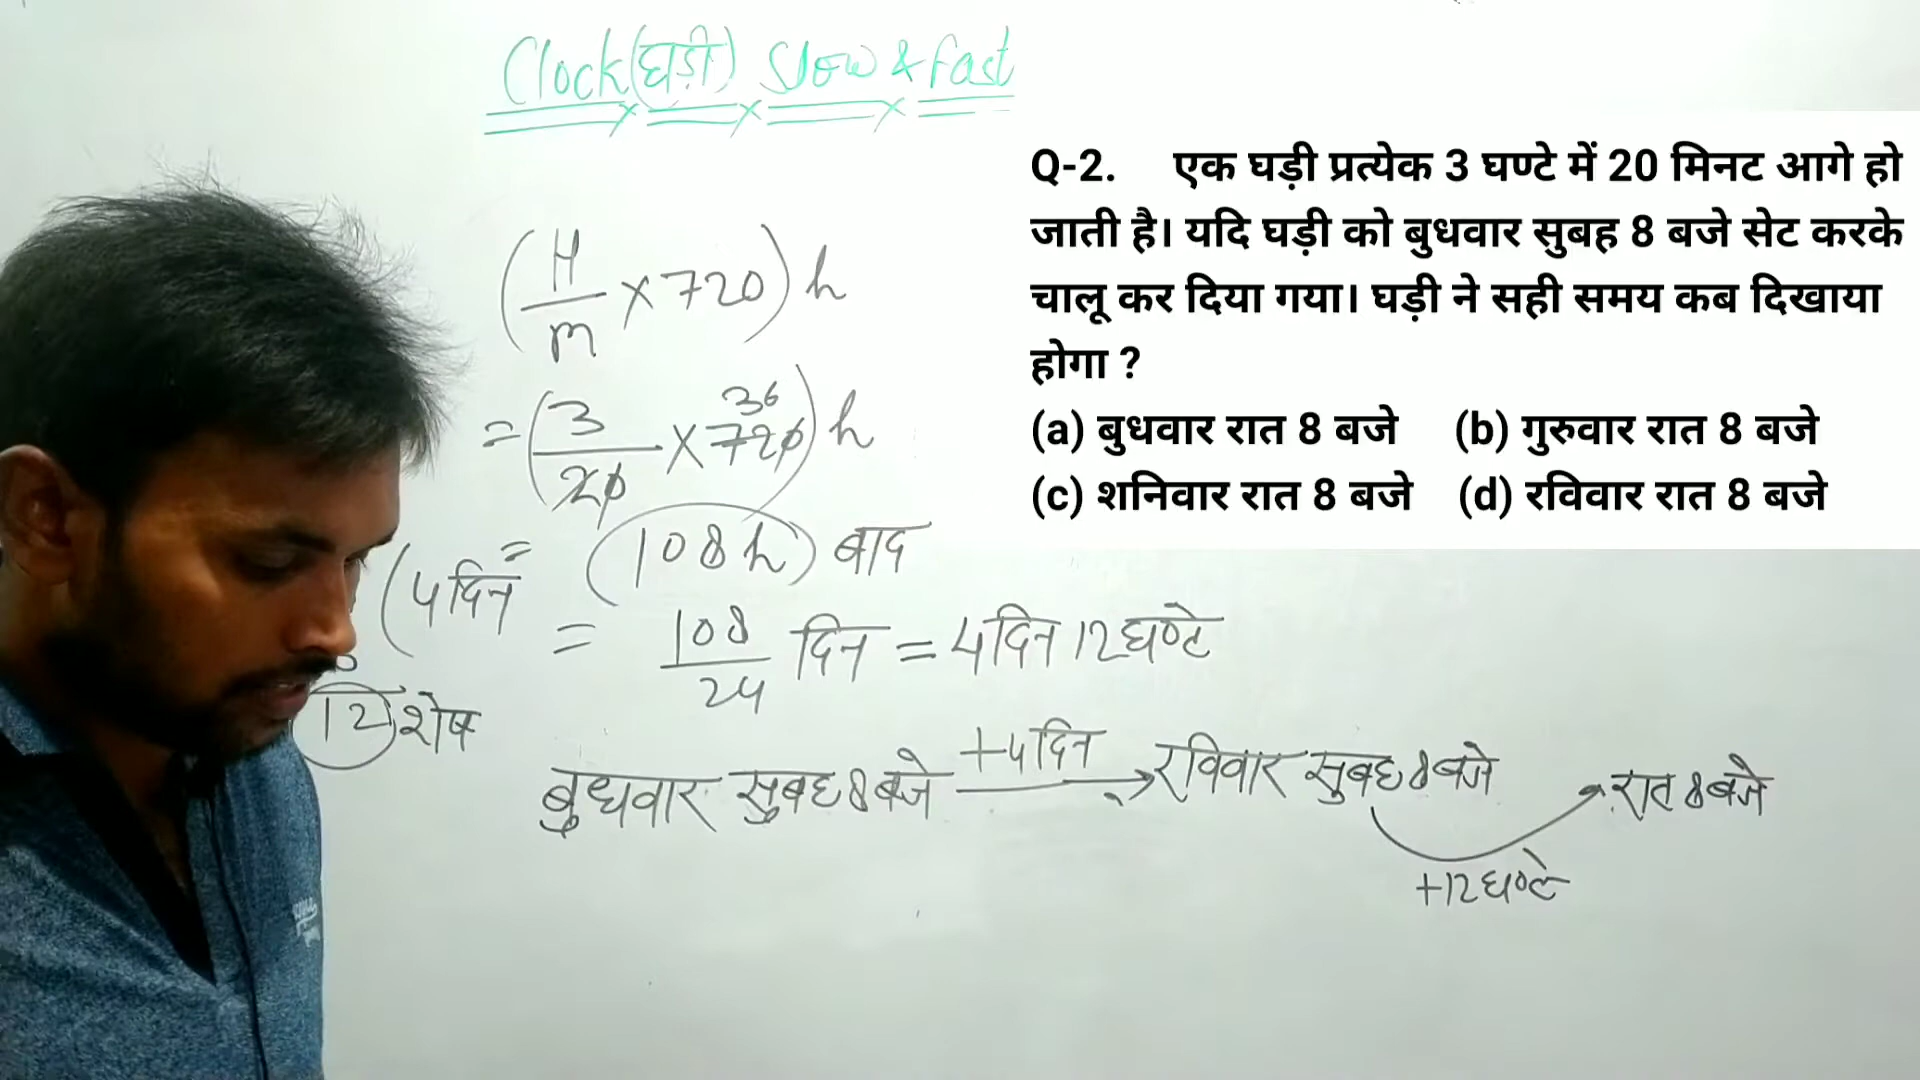 Clock(घड़ी) Slow & fast
Q-2. एक घड़ी प्रत्येक 3 घण्टे में 20 मिनट आगे हो
जाती है। यदि घड़ी को बुधवार सुबह 8 बजे सेट करके
चालू कर दिया गया। घड़ी ने सही समय कब दिखाया
होगा ?
(a) बुधवार रात 8 बजे (b) गुरुवार रात 8 बजे
(c) शनिवार रात 8 बजे (d) रविवार रात 8 बजे
(H/m × 720) h
36
= (3/20 × 720) h
= (108 h) बाद
(4 दिन
= 108/24 दिन = 4 दिन 12 घण्टे
12 शेष
बुधवार सुबह 8 बजे +4 दिन → रविवार सुबह 8 बजे → रात 8 बजे
+12 घण्टे